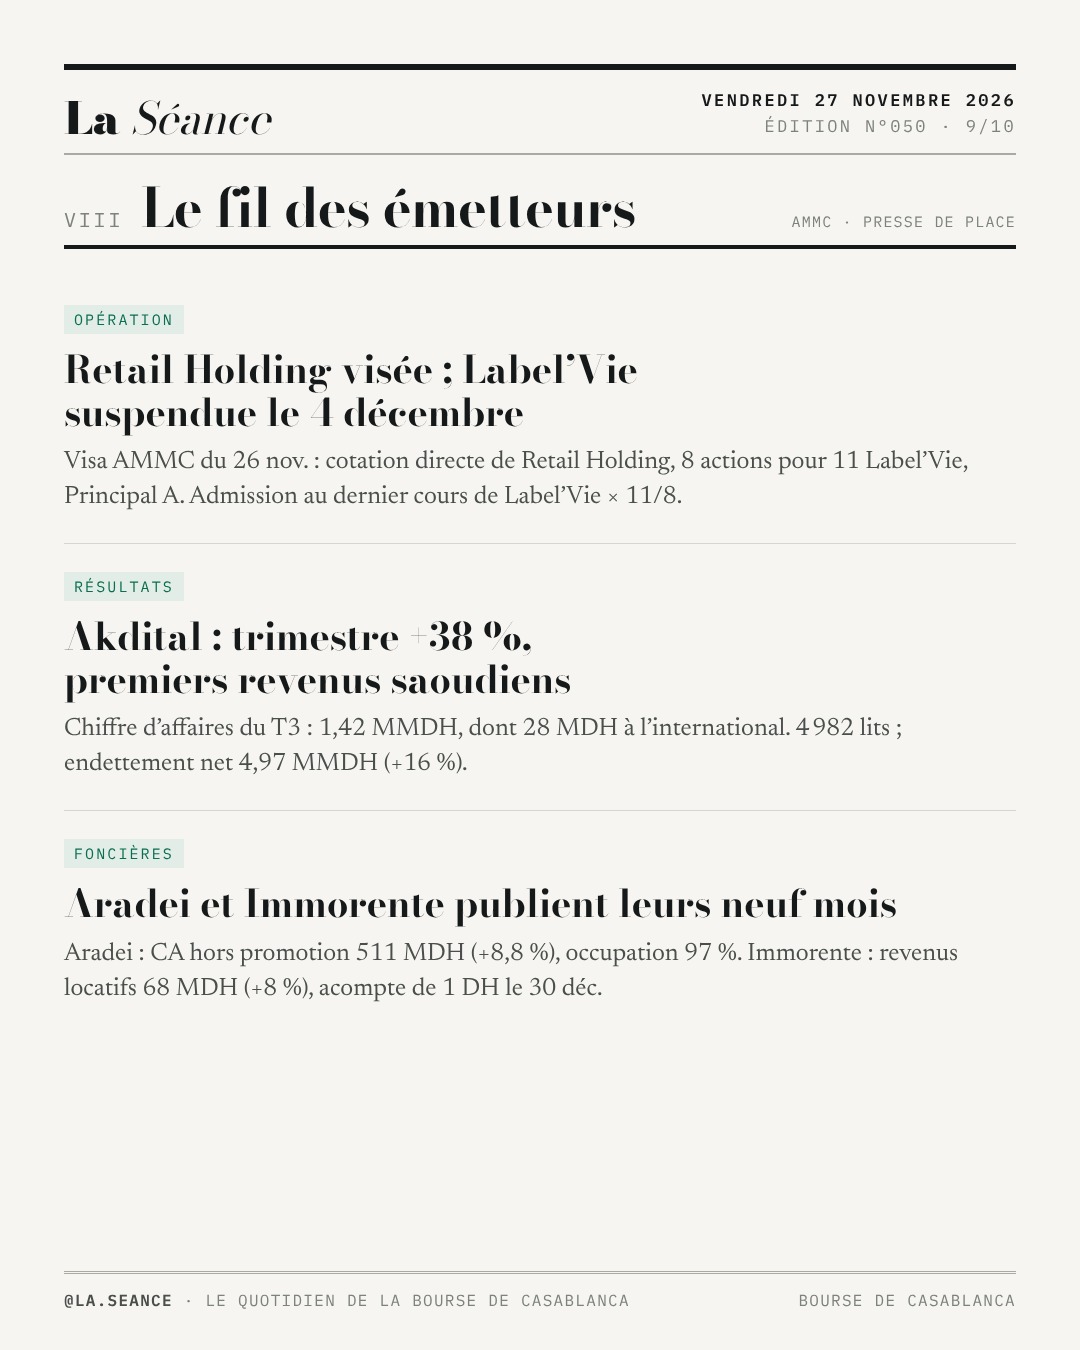 La Séance
VENDREDI 27 NOVEMBRE 2026
ÉDITION N°050 · 9/10
VIII Le fil des émetteurs
AMMC · PRESSE DE PLACE
OPÉRATION
Retail Holding visée ; Label’Vie
suspendue le 4 décembre
Visa AMMC du 26 nov. : cotation directe de Retail Holding, 8 actions pour 11 Label’Vie,
Principal A. Admission au dernier cours de Label’Vie × 11/8.
RÉSULTATS
Akdital : trimestre +38 %,
premiers revenus saoudiens
Chiffre d’affaires du T3 : 1,42 MMDH, dont 28 MDH à l’international. 4 982 lits ;
endettement net 4,97 MMDH (+16 %).
FONCIÈRES
Aradei et Immorente publient leurs neuf mois
Aradei : CA hors promotion 511 MDH (+8,8 %), occupation 97 %. Immorente : revenus
locatifs 68 MDH (+8 %), acompte de 1 DH le 30 déc.
@LA.SEANCE · LE QUOTIDIEN DE LA BOURSE DE CASABLANCA
BOURSE DE CASABLANCA